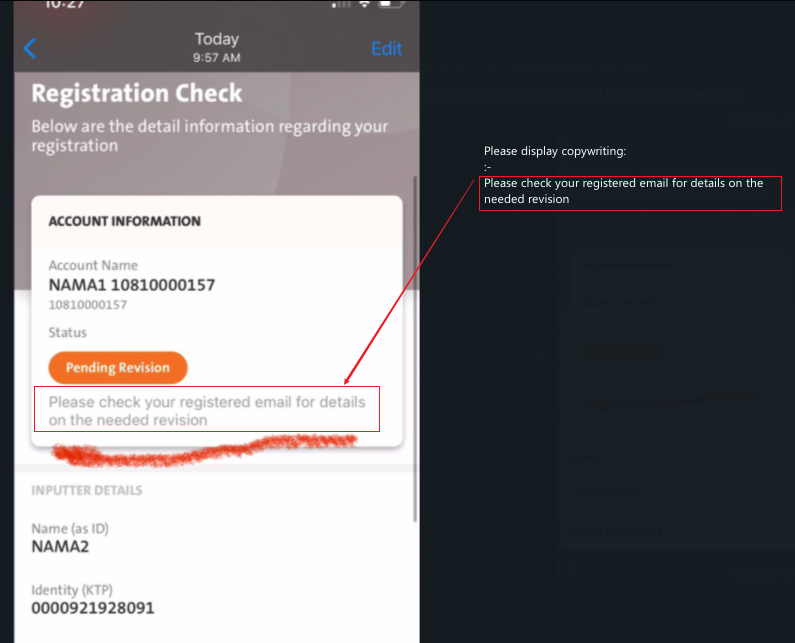 10:27
Today
9:57 AM
Edit
Registration Check
Below are the detail information regarding your
registration
ACCOUNT INFORMATION
Account Name
NAMA1 10810000157
10810000157
Status
Pending Revision
Please check your registered email for details
on the needed revision
INPUTTER DETAILS
Name (as ID)
NAMA2
Identity (KTP)
0000921928091
Please display copywriting:
:-
Please check your registered email for details on the
needed revision